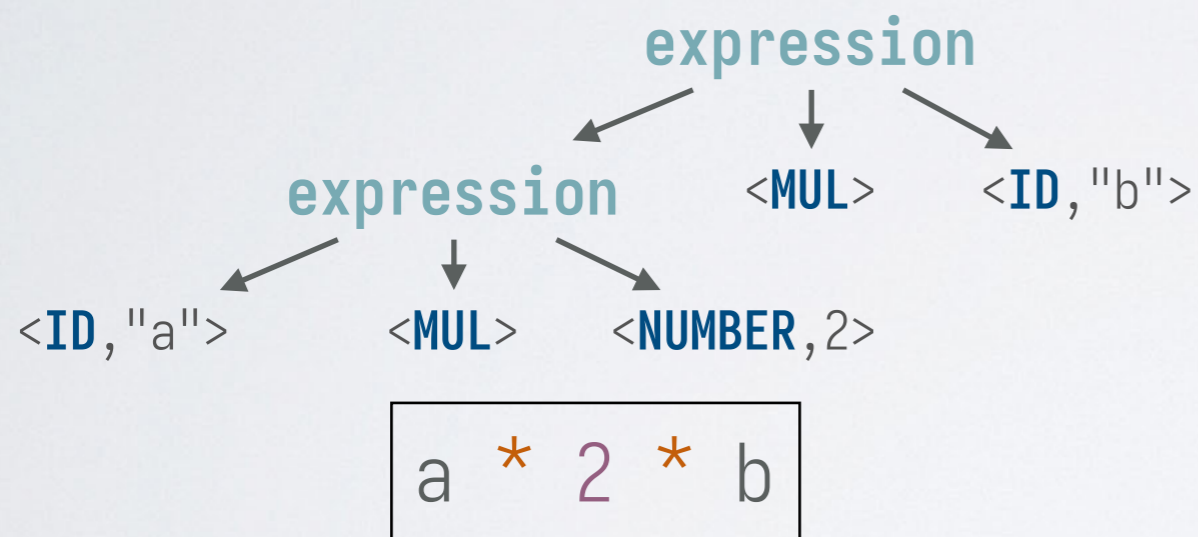 expression
expression <MUL> <ID,"b">
<ID,"a"> <MUL> <NUMBER,2>
a * 2 * b